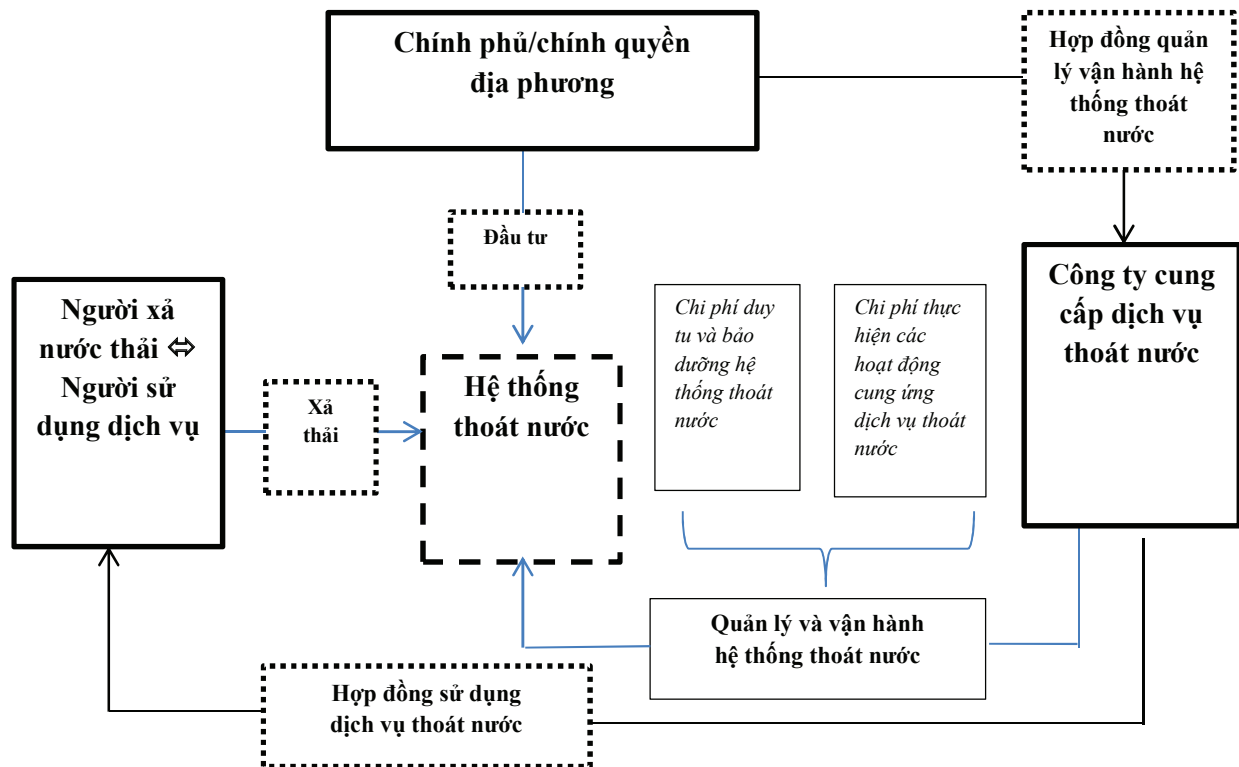 Chính phủ/chính quyền
địa phương
Hợp đồng quản
lý vận hành hệ
thống thoát
nước
Đầu tư
Người xả
nước thải ⬄
Người sử
dụng dịch vụ
Xả
thải
Hệ thống
thoát nước
Chi phí duy
tu và bảo
dưỡng hệ
thống thoát
nước
Chi phí thực
hiện các
hoạt động
cung ứng
dịch vụ thoát
nước
Công ty cung
cấp dịch vụ
thoát nước
Quản lý và vận hành
hệ thống thoát nước
Hợp đồng sử dụng
dịch vụ thoát nước